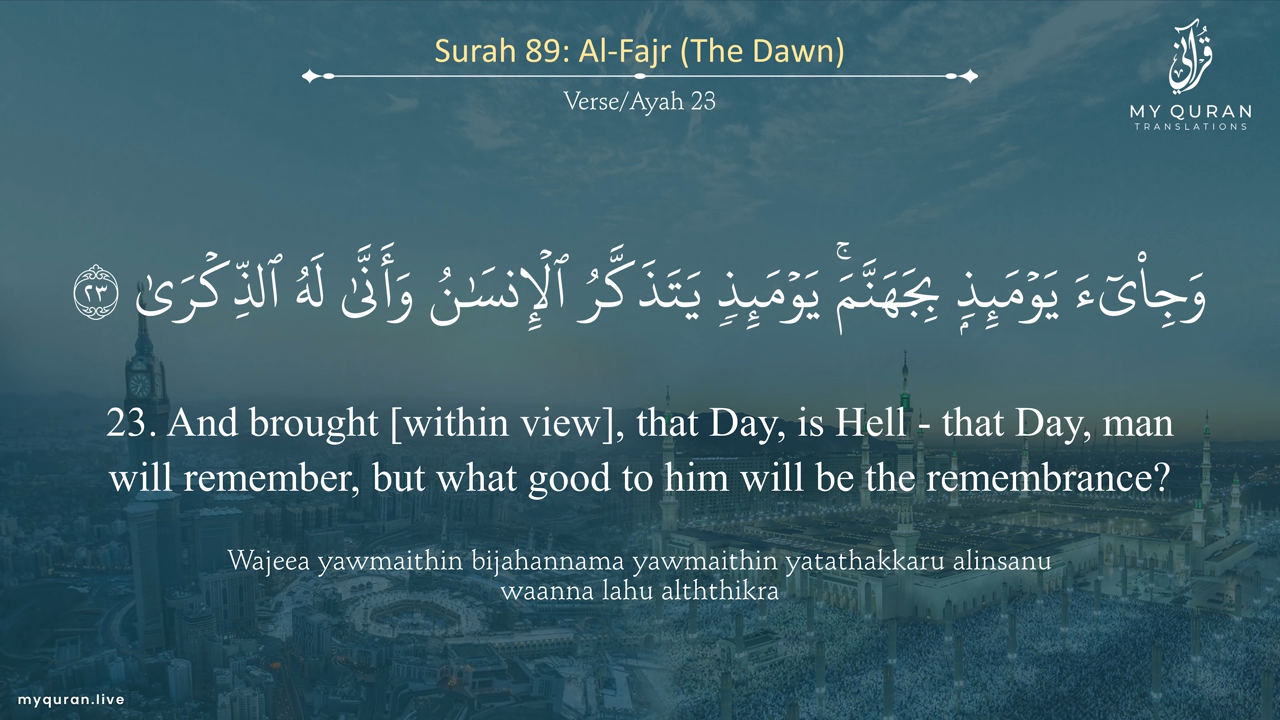 Surah 89: Al-Fajr (The Dawn)
Verse/Ayah 23
قرآني
MY QURAN
TRANSLATIONS
وَجِا۟ىٓءَ يَوْمَئِذٍۭ بِجَهَنَّمَ ۚ يَوْمَئِذٍ يَتَذَكَّرُ ٱلْإِنسَـٰنُ وَأَنَّىٰ لَهُ ٱلذِّكْرَىٰ ٢٣
23. And brought [within view], that Day, is Hell - that Day, man
will remember, but what good to him will be the remembrance?
Wajeea yawmaithin bijahannama yawmaithin yatathakkaru alinsanu
waanna lahu alththikra
myquran.live